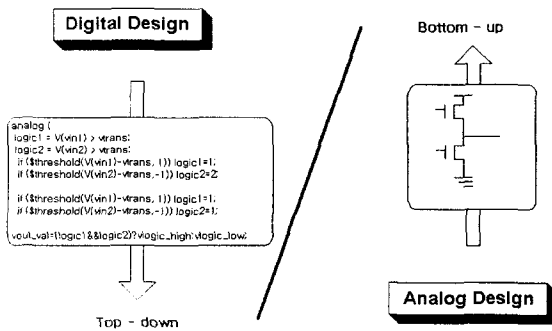 Digital Design
analog {
logic1 = V(vin1) > vtrans;
logic2 = V(vin2) > vtrans;
if ($threshold(V(vin1)-vtrans, 1)) logic1=1;
if ($threshold(V(vin2)-vtrans,-1)) logic2=2;
if ($threshold(V(vin1)-vtrans, 1)) logic1=1;
if ($threshold(V(vin2)-vtrans,-1)) logic2=1;
vout_val=(logic1&&logic2)?vlogic_high:vlogic_low;
Top - down
Bottom - up
Analog Design